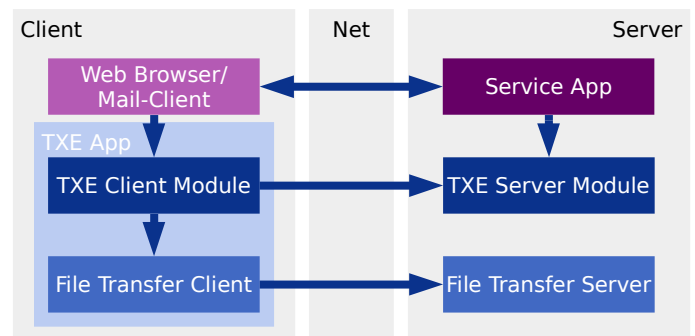 Client
Net
Server
Web Browser/
Mail-Client
Service App
TXE App
TXE Client Module
TXE Server Module
File Transfer Client
File Transfer Server